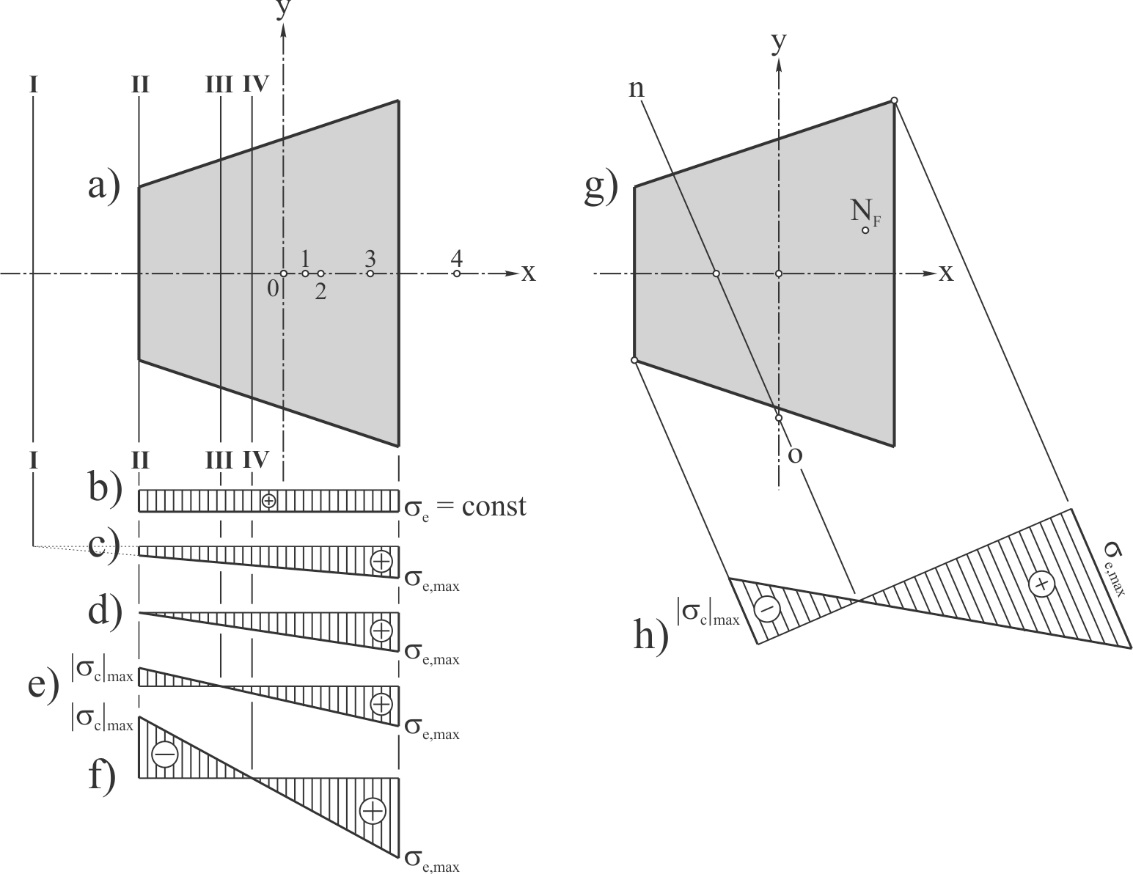 y
I II III IV
a)
0 1 2 3 4 x
I II III IV
b) + σe = const
c) + σe,max
d) + σe,max
|σc|max
e) + σe,max
|σc|max
− 
f) + σe,max
y
n
g)
NF
x
o
h) |σc|max − + σe,max